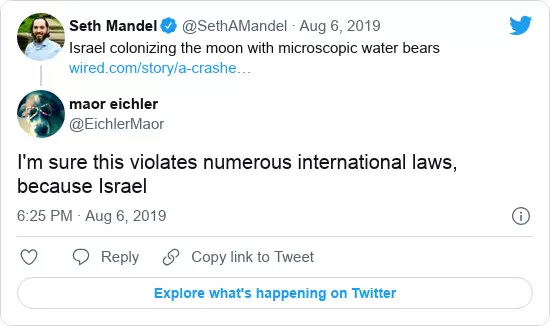 Seth Mandel @SethAMandel · Aug 6, 2019
Israel colonizing the moon with microscopic water bears
wired.com/story/a-crashe…
maor eichler
@EichlerMaor
I'm sure this violates numerous international laws,
because Israel
6:25 PM · Aug 6, 2019
Reply Copy link to Tweet
Explore what's happening on Twitter